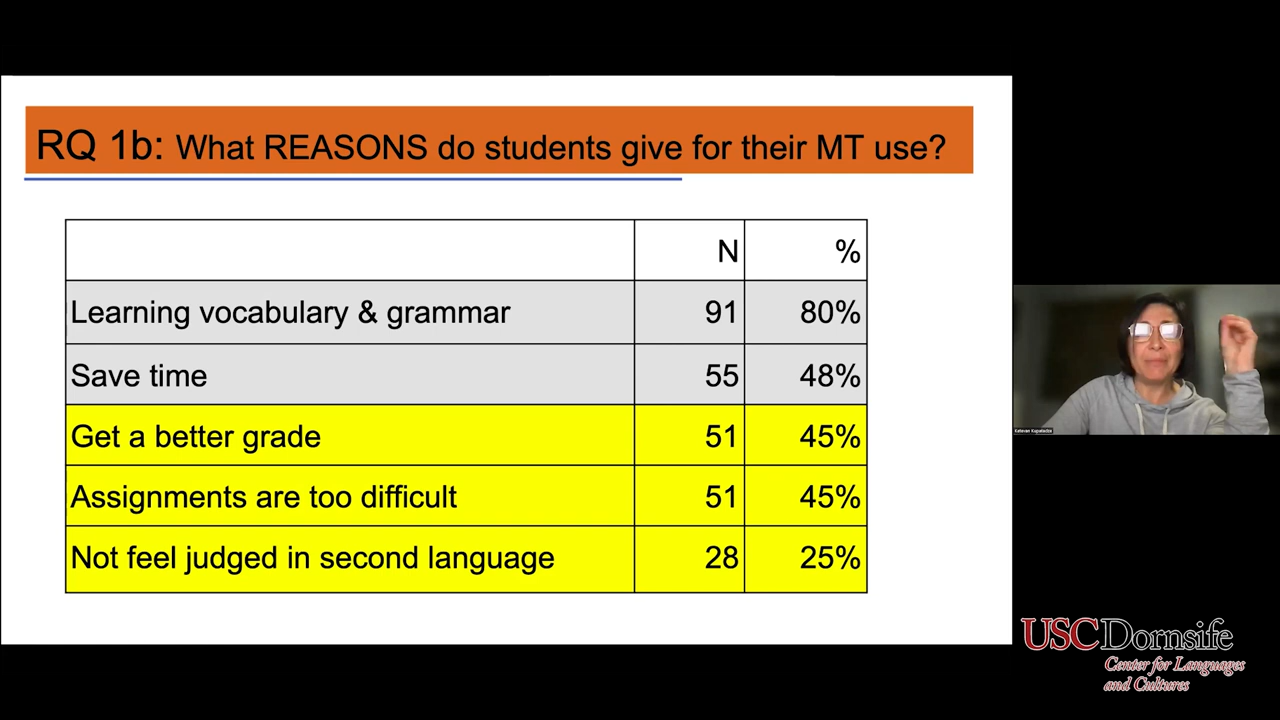 RQ 1b: What REASONS do students give for their MT use?
N %
Learning vocabulary & grammar 91 80%
Save time 55 48%
Get a better grade 51 45%
Assignments are too difficult 51 45%
Not feel judged in second language 28 25%
Ketevan Kupatadze
USCDornsife
Center for Languages
and Cultures